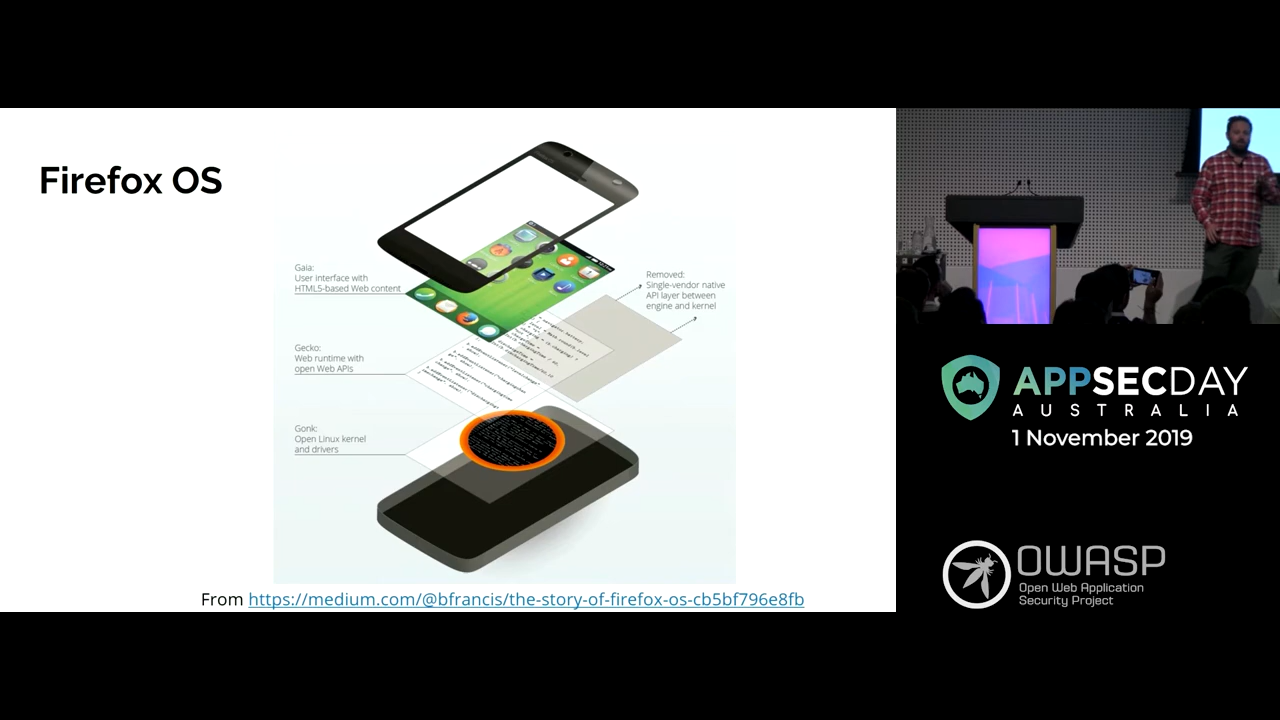 Firefox OS
Gaia:
User interface with
HTML5-based Web content
Removed:
Single-vendor native
API layer between
engine and kernel
Gecko:
Web runtime with
open Web APIs
Gonk:
Open Linux kernel
and drivers
From https://medium.com/@bfrancis/the-story-of-firefox-os-cb5bf796e8fb
APPSECDAY
AUSTRALIA
1 November 2019
OWASP
Open Web Application
Security Project